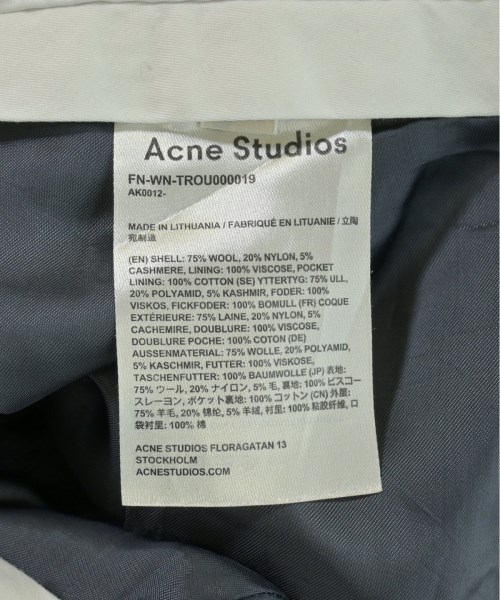 Acne Studios
FN-WN-TROU000019
AK0012-
MADE IN LITHUANIA / FABRIQUÉ EN LITUANIE / 立陶
宛制造
(EN) SHELL: 75% WOOL, 20% NYLON, 5%
CASHMERE, LINING: 100% VISCOSE, POCKET
LINING: 100% COTTON (SE) YTTERTYG: 75% ULL,
20% POLYAMID, 5% KASHMIR, FODER: 100%
VISKOS, FICKFODER: 100% BOMULL (FR) COQUE
EXTÉRIEURE: 75% LAINE, 20% NYLON, 5%
CACHEMIRE, DOUBLURE: 100% VISCOSE,
DOUBLURE POCHE: 100% COTON (DE)
AUSSENMATERIAL: 75% WOLLE, 20% POLYAMID,
5% KASCHMIR, FUTTER: 100% VISKOSE,
TASCHENFUTTER: 100% BAUMWOLLE (JP) 表地:
75% ウール, 20% ナイロン, 5% 毛, 裏地: 100% ビスコー
スレーヨン, ポケット裏地: 100% コットン (CN) 外层:
75% 羊毛, 20% 锦纶, 5% 羊绒, 衬里: 100% 粘胶纤维, 口
袋衬里: 100% 棉
ACNE STUDIOS FLORAGATAN 13
STOCKHOLM
ACNESTUDIOS.COM